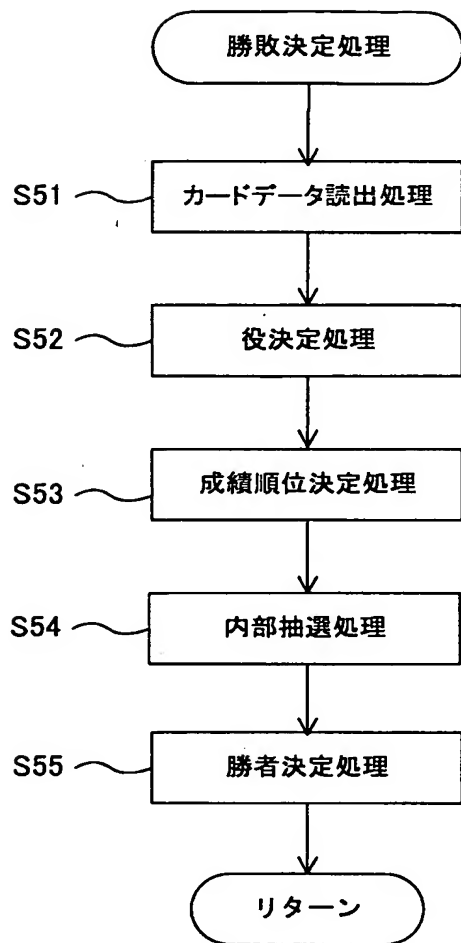 勝敗決定処理
S51
カードデータ読出処理
S52
役決定処理
S53
成績順位決定処理
S54
内部抽選処理
S55
勝者決定処理
リターン